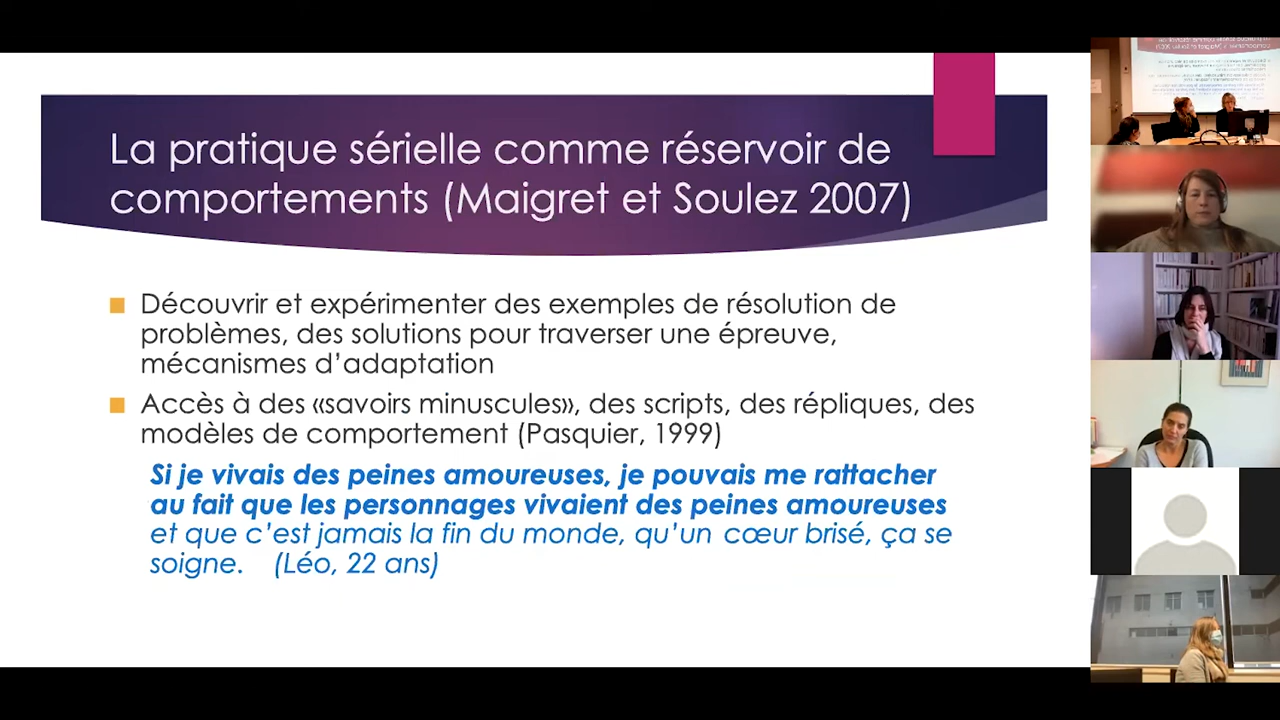 La pratique sérielle comme réservoir de
comportements (Maigret et Soulez 2007)
Découvrir et expérimenter des exemples de résolution de
problèmes, des solutions pour traverser une épreuve,
mécanismes d’adaptation
Accès à des «savoirs minuscules», des scripts, des répliques, des
modèles de comportement (Pasquier, 1999)
Si je vivais des peines amoureuses, je pouvais me rattacher
au fait que les personnages vivaient des peines amoureuses
et que c’est jamais la fin du monde, qu’un cœur brisé, ça se
soigne. (Léo, 22 ans)